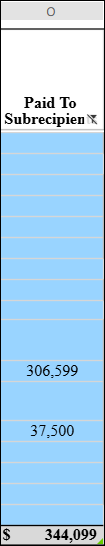 O
Paid To
Subrecipien
306,599
37,500
$ 344,099